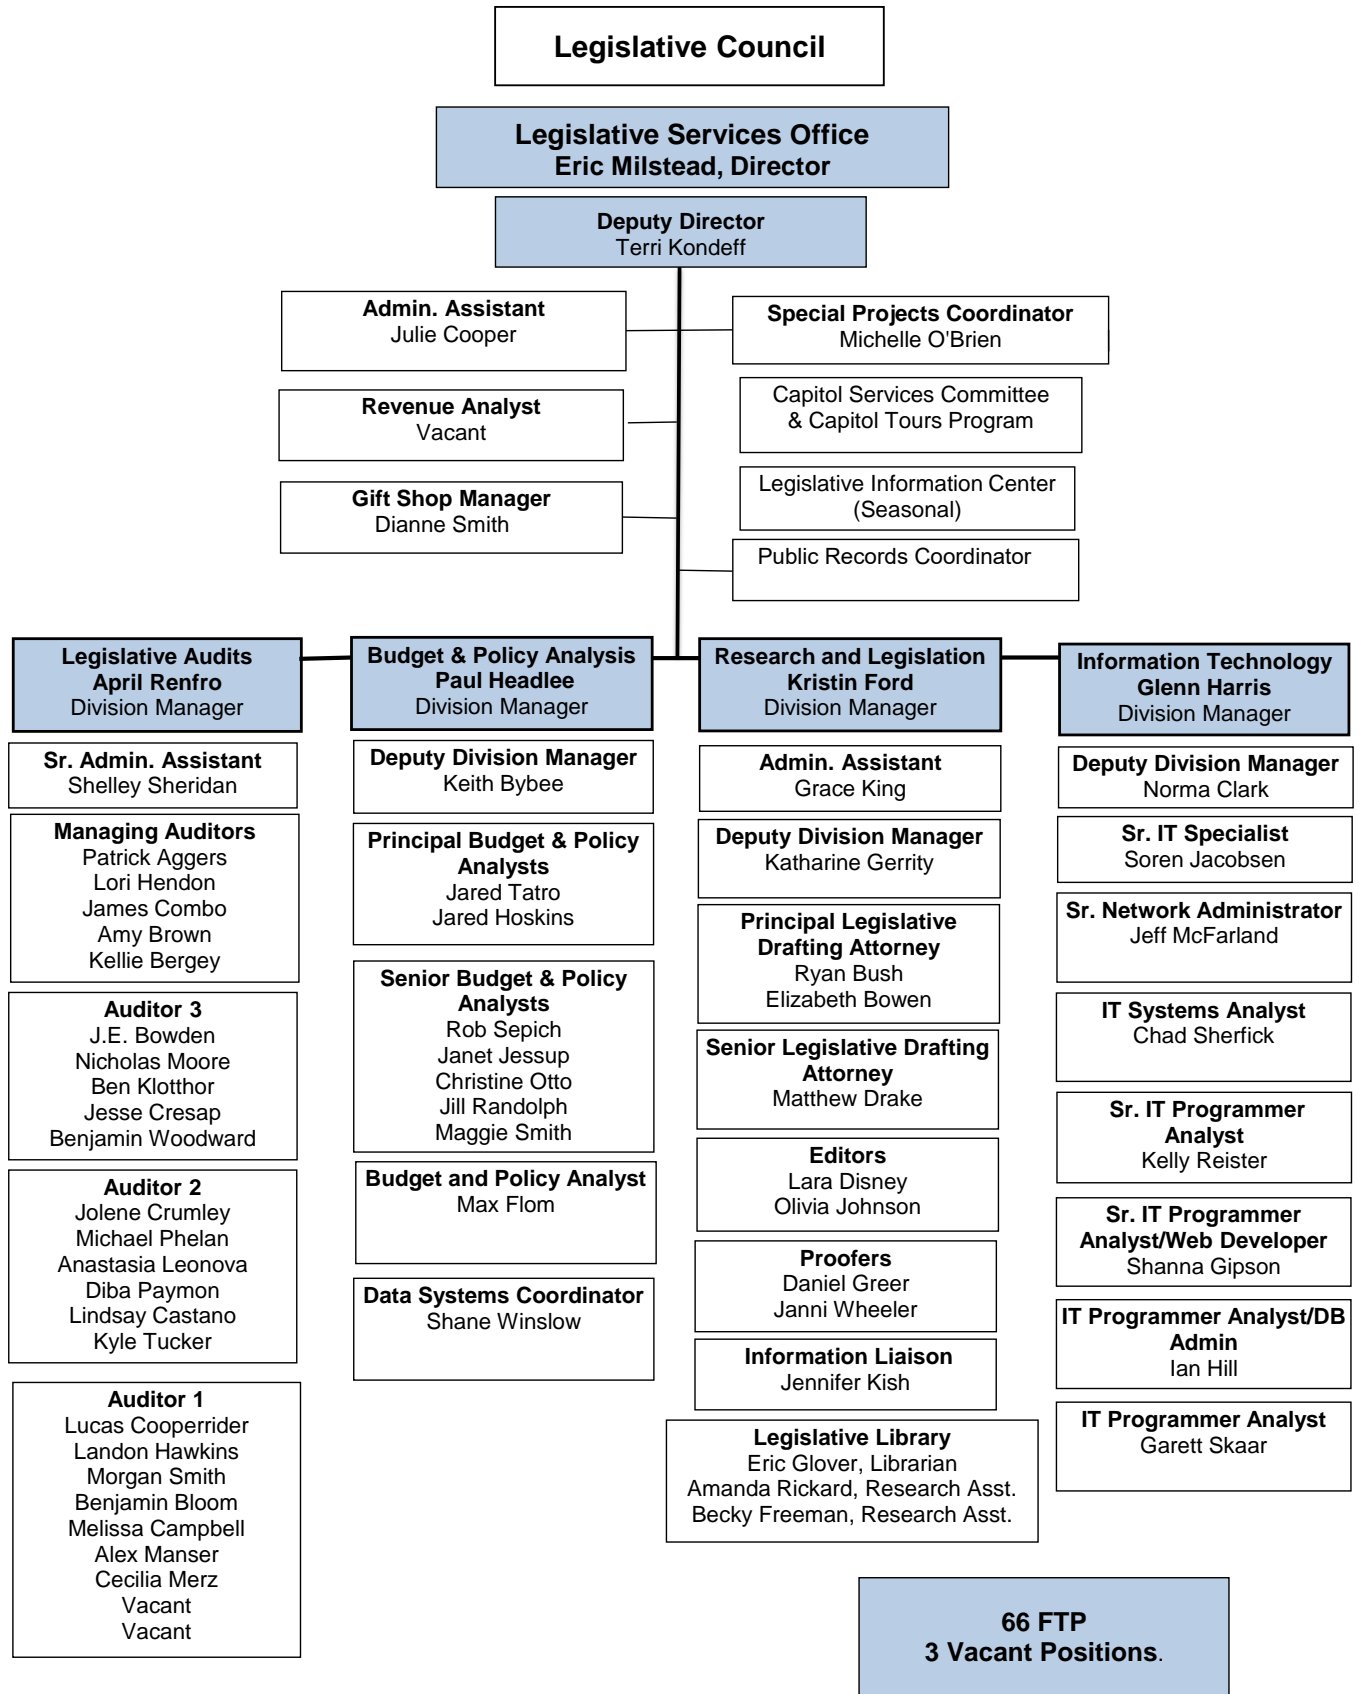 Legislative Council
Legislative Services Office
Eric Milstead, Director
Deputy Director
Terri Kondeff
Admin. Assistant
Julie Cooper
Revenue Analyst
Vacant
Gift Shop Manager
Dianne Smith
Special Projects Coordinator
Michelle O'Brien
Capitol Services Committee
& Capitol Tours Program
Legislative Information Center
(Seasonal)
Public Records Coordinator
Legislative Audits
April Renfro
Division Manager
Sr. Admin. Assistant
Shelley Sheridan
Managing Auditors
Patrick Aggers
Lori Hendon
James Combo
Amy Brown
Kellie Bergey
Auditor 3
J.E. Bowden
Nicholas Moore
Ben Klotthor
Jesse Cresap
Benjamin Woodward
Auditor 2
Jolene Crumley
Michael Phelan
Anastasia Leonova
Diba Paymon
Lindsay Castano
Kyle Tucker
Auditor 1
Lucas Cooperrider
Landon Hawkins
Morgan Smith
Benjamin Bloom
Melissa Campbell
Alex Manser
Cecilia Merz
Vacant
Vacant
Budget & Policy Analysis
Paul Headlee
Division Manager
Deputy Division Manager
Keith Bybee
Principal Budget & Policy
Analysts
Jared Tatro
Jared Hoskins
Senior Budget & Policy
Analysts
Rob Sepich
Janet Jessup
Christine Otto
Jill Randolph
Maggie Smith
Budget and Policy Analyst
Max Flom
Data Systems Coordinator
Shane Winslow
Research and Legislation
Kristin Ford
Division Manager
Admin. Assistant
Grace King
Deputy Division Manager
Katharine Gerrity
Principal Legislative
Drafting Attorney
Ryan Bush
Elizabeth Bowen
Senior Legislative Drafting
Attorney
Matthew Drake
Editors
Lara Disney
Olivia Johnson
Proofers
Daniel Greer
Janni Wheeler
Information Liaison
Jennifer Kish
Legislative Library
Eric Glover, Librarian
Amanda Rickard, Research Asst.
Becky Freeman, Research Asst.
Information Technology
Glenn Harris
Division Manager
Deputy Division Manager
Norma Clark
Sr. IT Specialist
Soren Jacobsen
Sr. Network Administrator
Jeff McFarland
IT Systems Analyst
Chad Sherfick
Sr. IT Programmer
Analyst
Kelly Reister
Sr. IT Programmer
Analyst/Web Developer
Shanna Gipson
IT Programmer Analyst/DB
Admin
Ian Hill
IT Programmer Analyst
Garett Skaar
66 FTP
3 Vacant Positions.